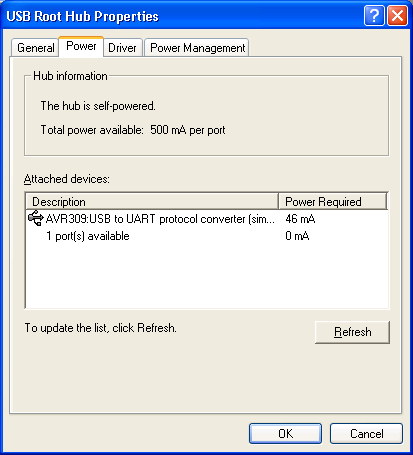 USB Root Hub Properties
General Power Driver Power Management
Hub information
The hub is self-powered.
Total power available: 500 mA per port
Attached devices:
Description Power Required
AVR309:USB to UART protocol converter (sim... 46 mA
1 port(s) available 0 mA
To update the list, click Refresh.
Refresh
OK Cancel